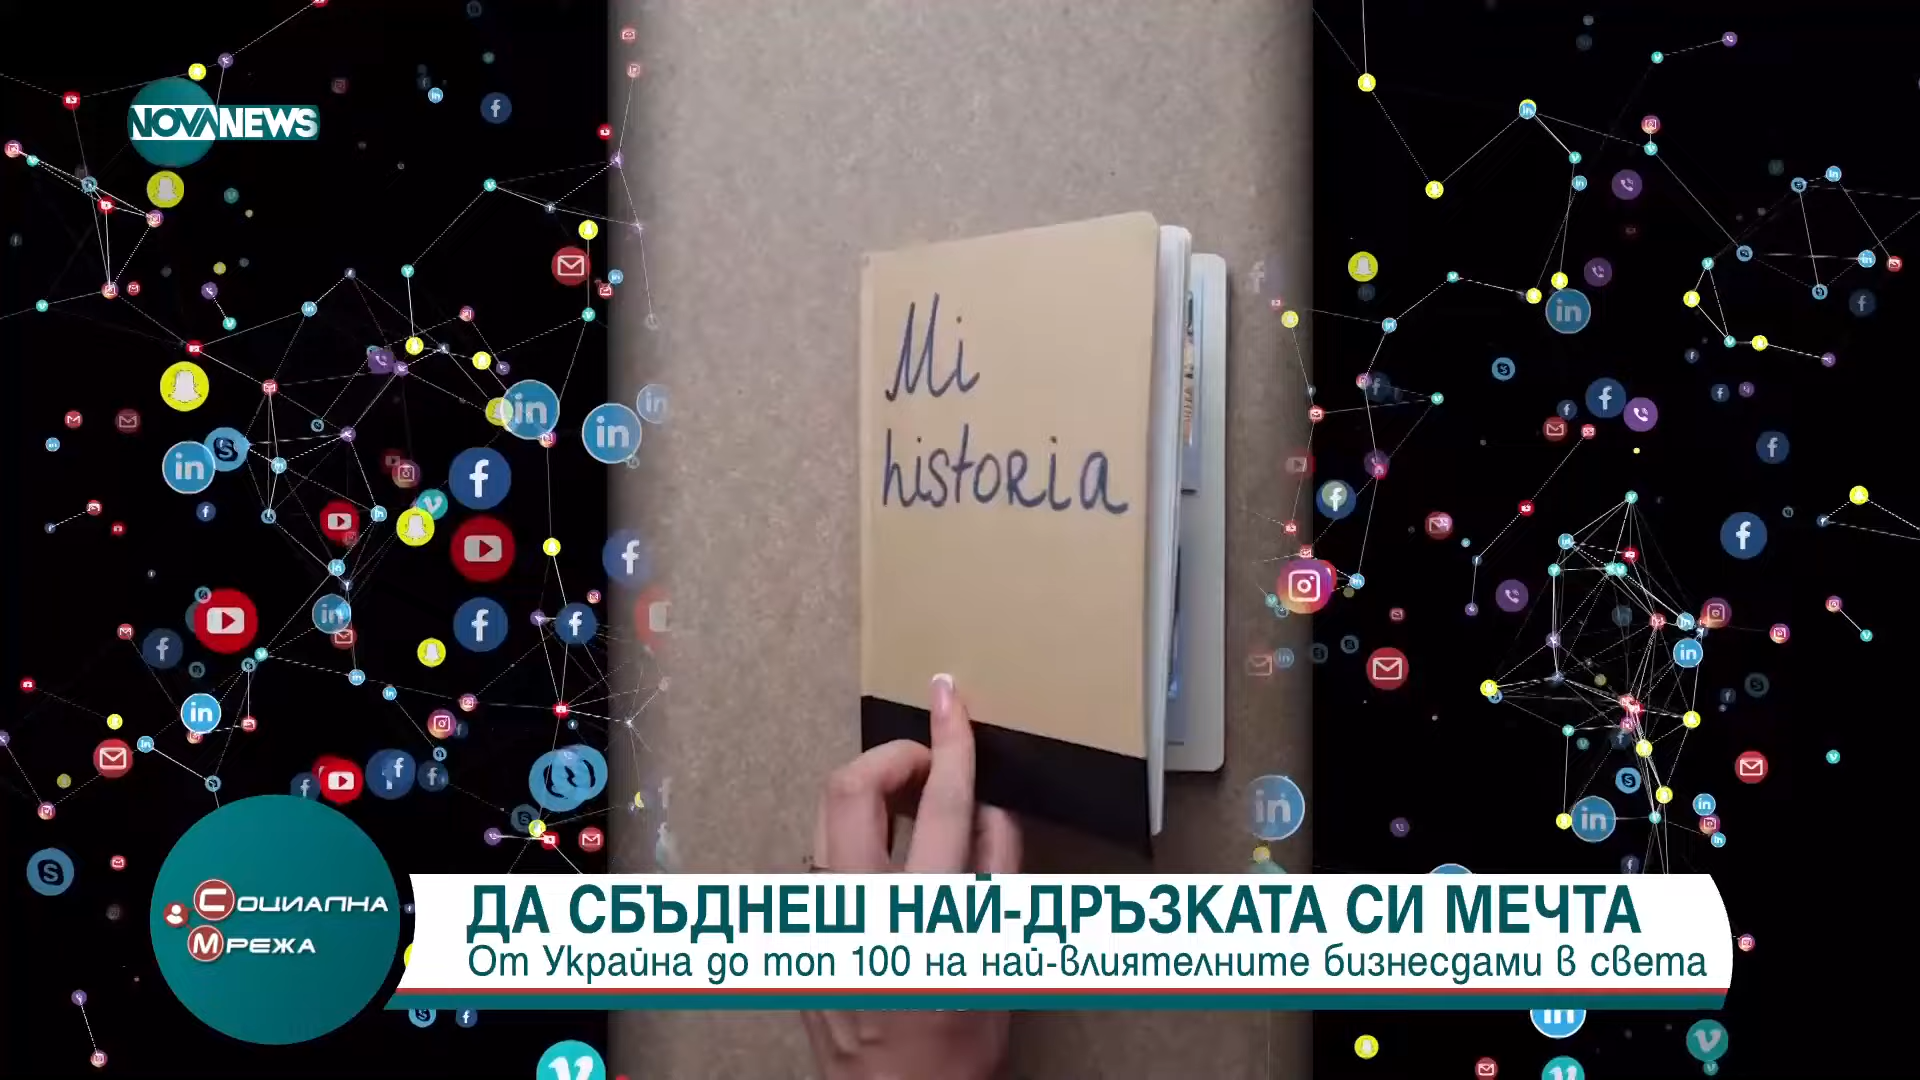 NOVANEWS
Mi
historia
СОЦИАЛНА
МРЕЖА
ДА СБЪДНЕШ НАЙ-ДРЪЗКАТА СИ МЕЧТА
От Украйна до топ 100 на най-влиятелните бизнесдами в света